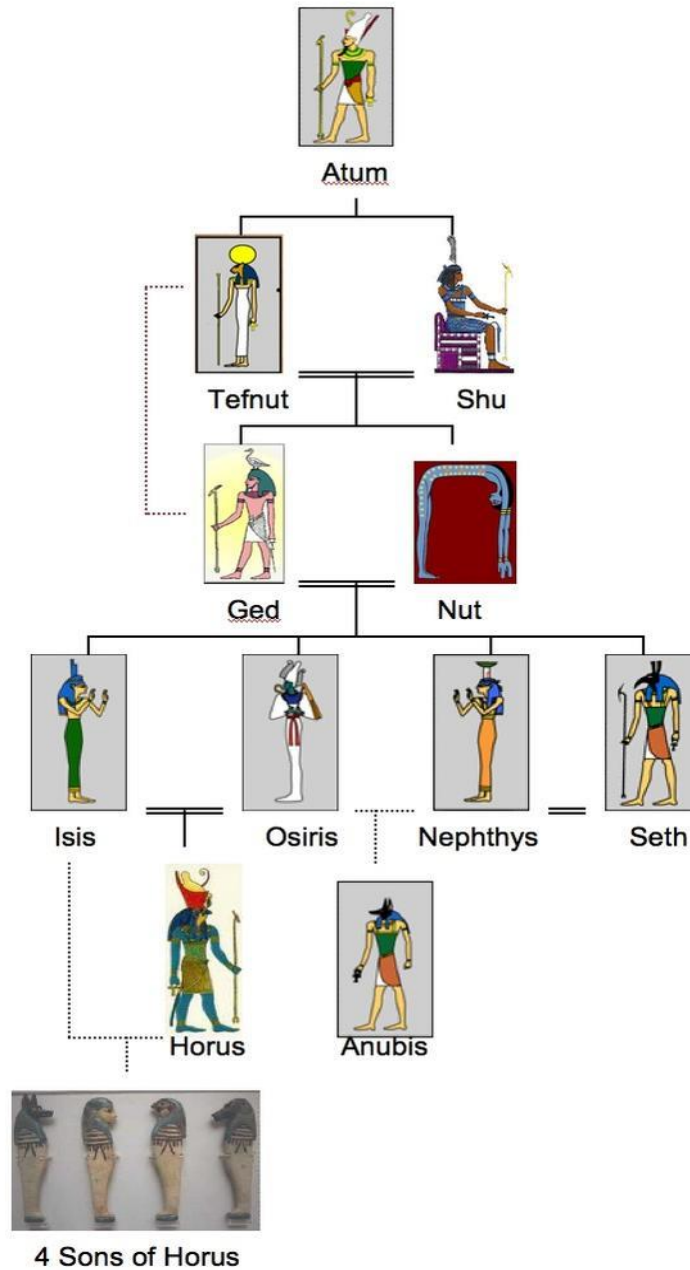 Atum
Tefnut Shu
Ged Nut
Isis Osiris Nephthys Seth
Horus Anubis
4 Sons of Horus